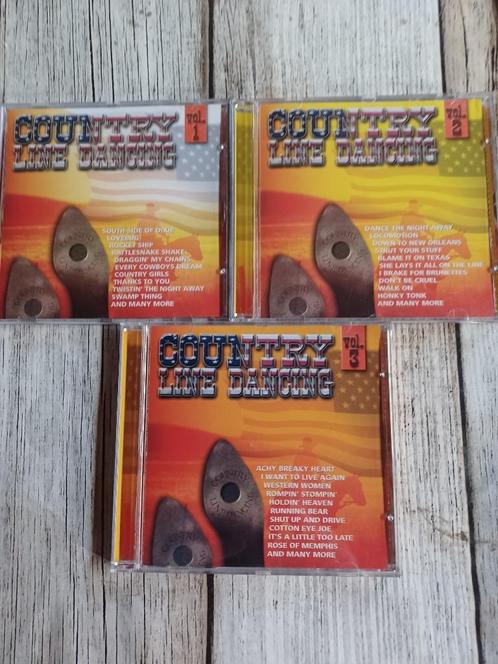 COUNTRY
LINE DANCING
vol. 1
SOUTH SIDE OF DIXIE
LOVEBIRD
ROCKET SHIP
RATTLESNAKE SHAKE
DRAGGIN' MY CHAINS
EVERY COWBOYS DREAM
COUNTRY GIRLS
THANKS TO YOU
TWISTIN' THE NIGHT AWAY
SWAMP THING
AND MANY MORE
COUNTRY
LINE DANCING
vol. 2
DANCE THE NIGHT AWAY
LOCOMOTION
DOWN TO NEW ORLEANS
STRUT YOUR STUFF
BLAME IT ON TEXAS
SHE LAYS IT ALL ON THE LINE
I BRAKE FOR BRUNETTES
DON'T BE CRUEL
WALK ON
HONKY TONK
AND MANY MORE
COUNTRY
LINE DANCING
vol. 3
ACHY BREAKY HEART
I WANT TO LIVE AGAIN
WESTERN WOMEN
ROMPIN' STOMPIN'
HOLDIN' HEAVEN
RUNNING BEAR
SHUT UP AND DRIVE
COTTON EYE JOE
IT'S A LITTLE TOO LATE
ROSE OF MEMPHIS
AND MANY MORE